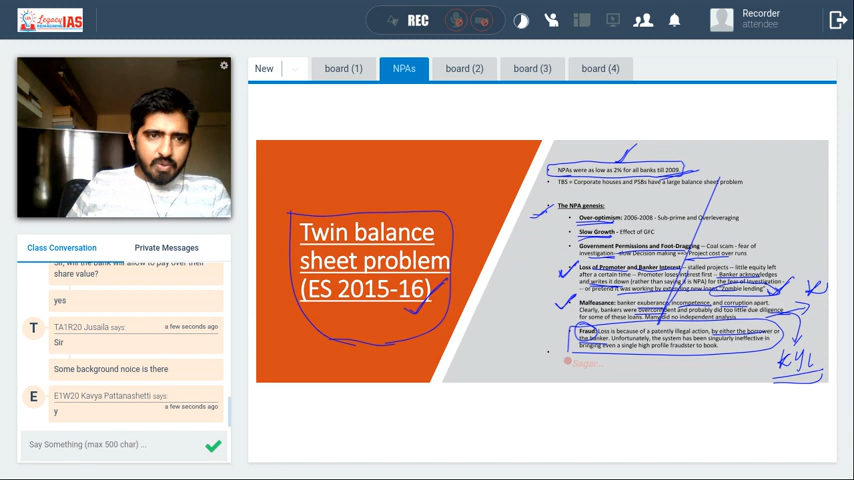 Legacy IAS
REC
Recorder
attendee
New
board (1)
NPAs
board (2)
board (3)
board (4)
Class Conversation
Private Messages
Sir, will the bank will allow to pay over their
share value?
yes
T
TA1R20 Jusaila says:
a few seconds ago
Sir
Some background noice is there
E
E1W20 Kavya Pattanashetti says:
a few seconds ago
y
Say Something (max 500 char) ...
Twin balance
sheet problem
(ES 2015-16)
NPAs were as low as 2% for all banks till 2009.
TBS = Corporate houses and PSBs have a large balance sheet problem
The NPA genesis:
Over-optimism: 2006-2008 - Sub-prime and Overleveraging
Slow Growth - Effect of GFC
Government Permissions and Foot-Dragging – Coal scam - fear of
investigation ---slow Decision making ==> Project cost over runs
Loss of Promoter and Banker Interest – stalled projects -- little equity left
after a certain time -- Promoter loses interest first -- Banker acknowledges
and writes it down (rather than saying it is NPA) for the fear of Investigation -
-- or pretend it was working by extending new loans "Zombie lending"
Malfeasance: banker exuberance, incompetence, and corruption apart.
Clearly, bankers were overconfident and probably did too little due diligence
for some of these loans. Many did no independent analysis
Fraud: Loss is because of a patently illegal action, by either the borrower or
the banker. Unfortunately, the system has been singularly ineffective in
bringing even a single high profile fraudster to book.
Sagar...